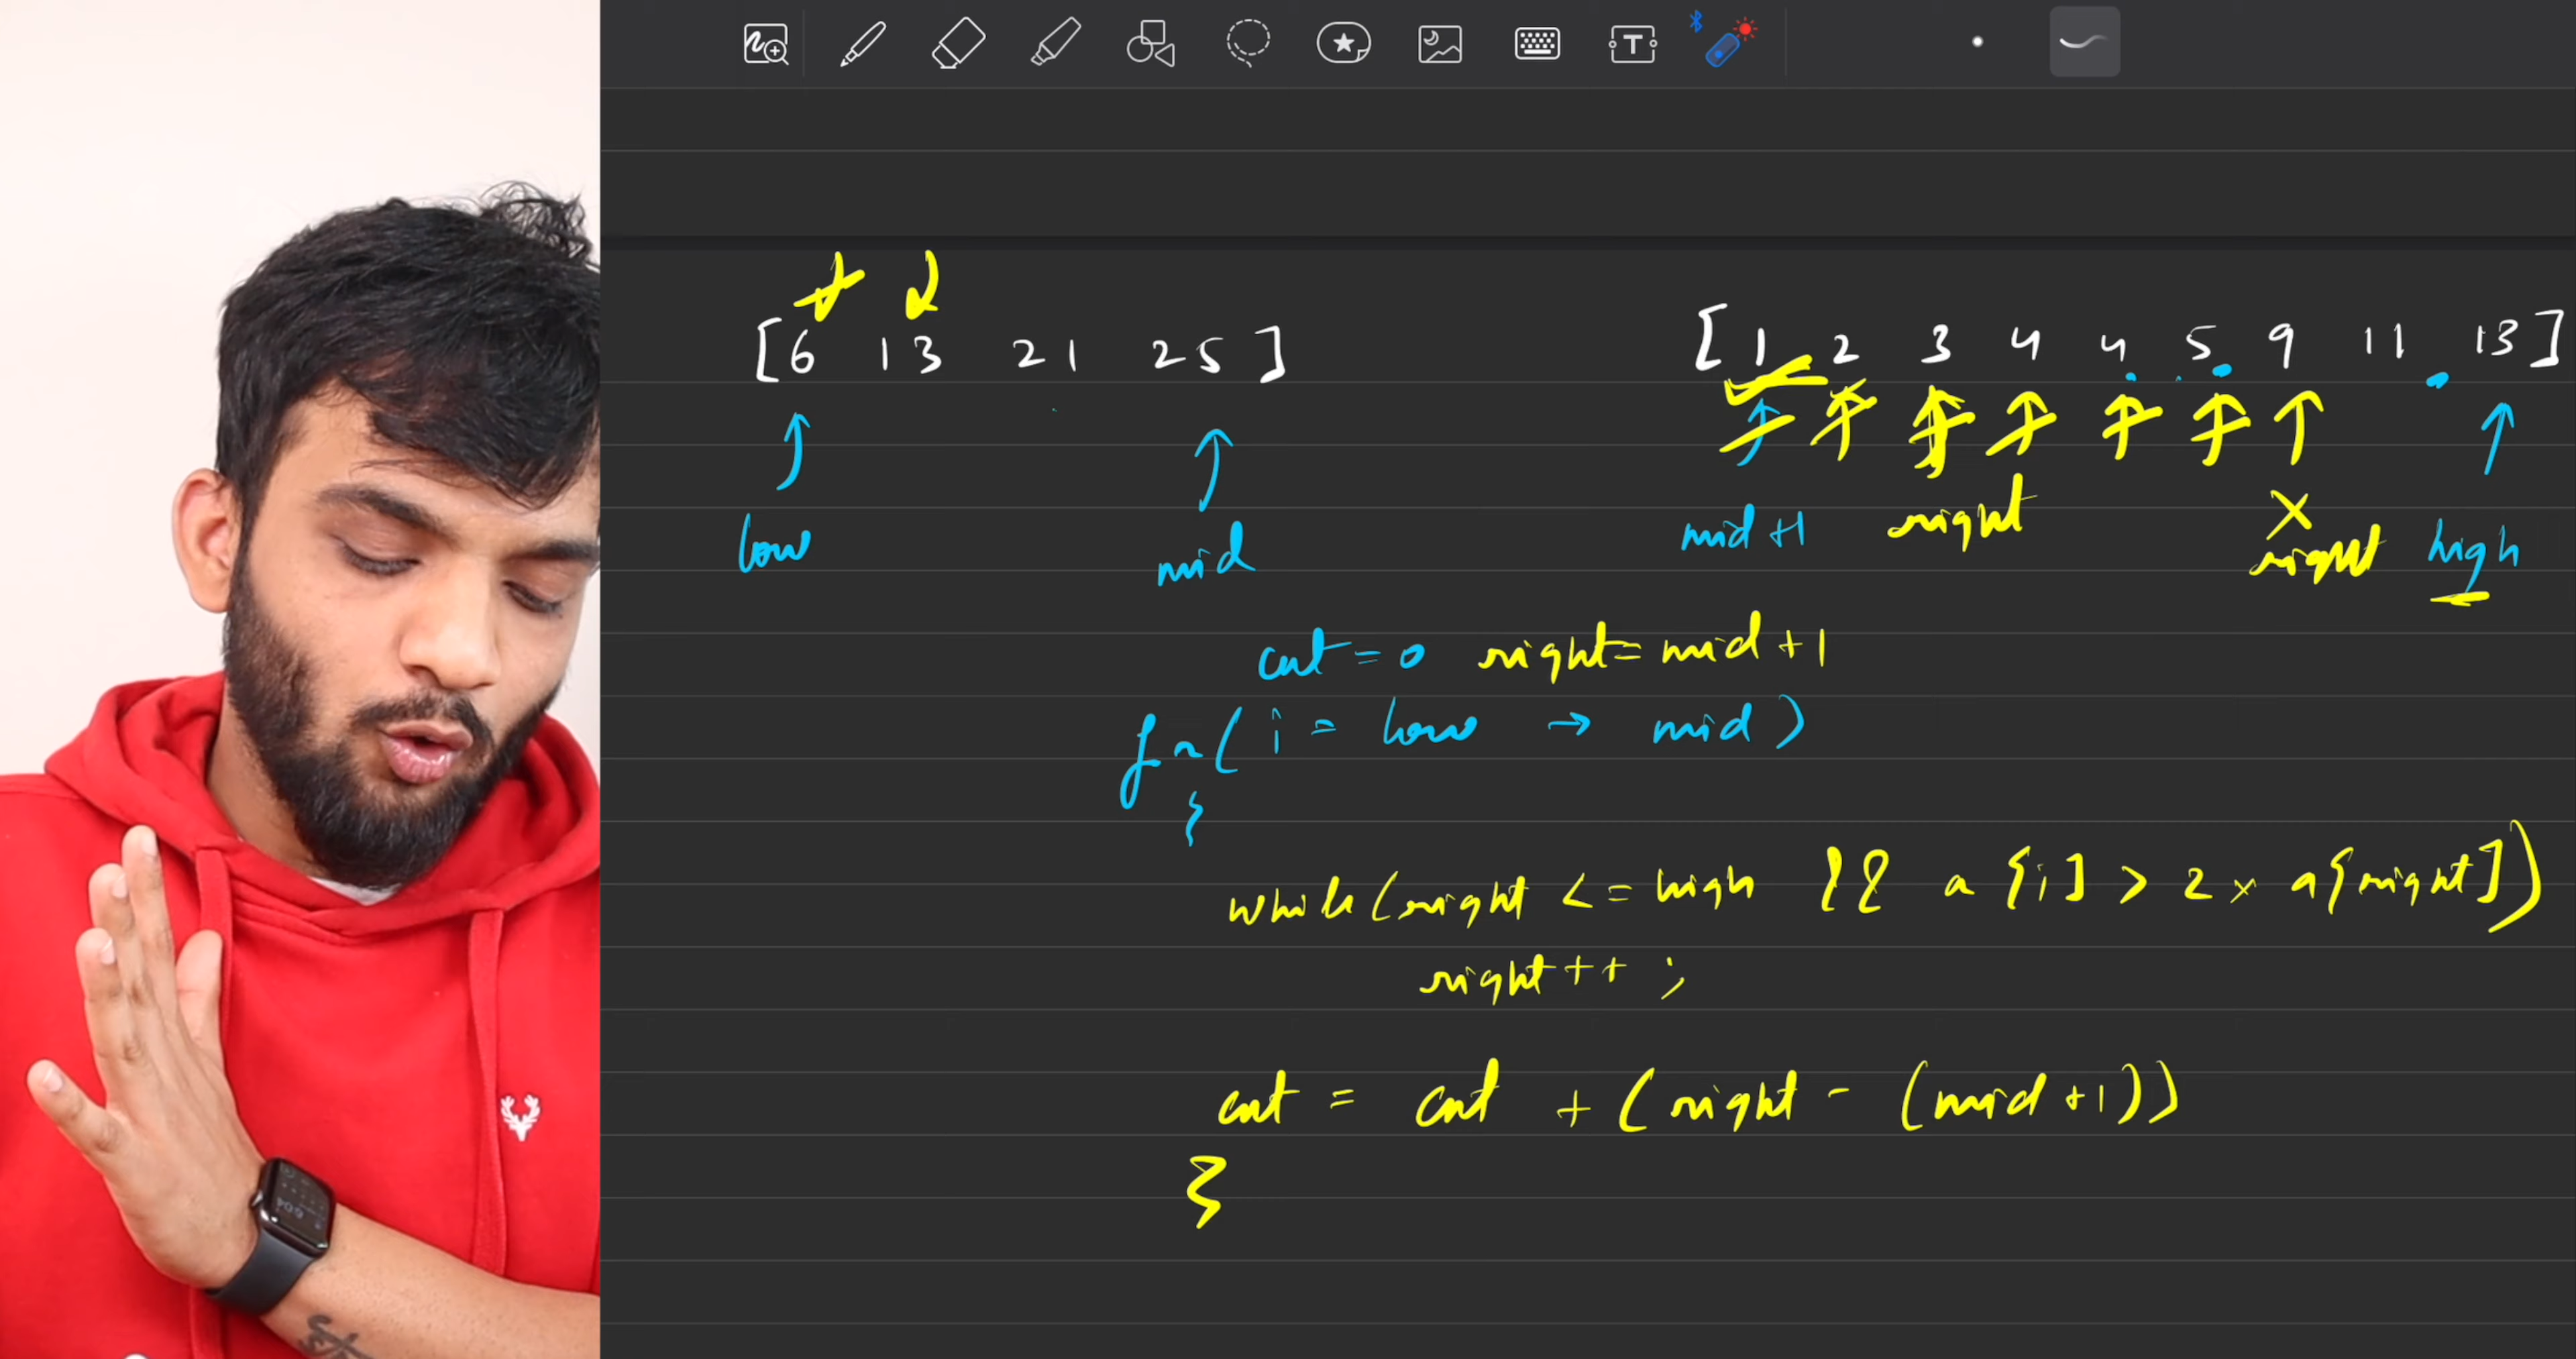 [6 13 21 25]
[1 2 3 4 4 5 9 11 13]
low
mid
mid+1
right
×
right
high
cnt = 0 right = mid+1
for( i = low → mid)
{
while(right <= high && a[i] > 2 × a[right])
right++ ;
cnt = cnt + (right - (mid+1))
}